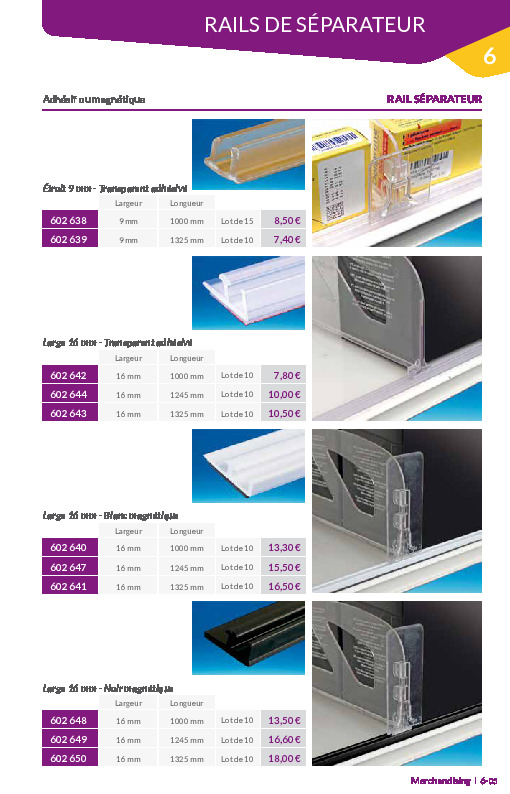 RAILS DE SÉPARATEUR
6
Adhésif ou magnétique
RAIL SÉPARATEUR
Étroit 9 mm - Transparent adhésivé
Largeur Longueur
602 638 9 mm 1000 mm Lot de 15 8,50 €
602 639 9 mm 1325 mm Lot de 10 7,40 €
Large 16 mm - Transparent adhésivé
Largeur Longueur
602 642 16 mm 1000 mm Lot de 10 7,80 €
602 644 16 mm 1245 mm Lot de 10 10,00 €
602 643 16 mm 1325 mm Lot de 10 10,50 €
Large 16 mm - Blanc magnétique
Largeur Longueur
602 640 16 mm 1000 mm Lot de 10 13,30 €
602 647 16 mm 1245 mm Lot de 10 15,50 €
602 641 16 mm 1325 mm Lot de 10 16,50 €
Large 16 mm - Noir magnétique
Largeur Longueur
602 648 16 mm 1000 mm Lot de 10 13,50 €
602 649 16 mm 1245 mm Lot de 10 16,60 €
602 650 16 mm 1325 mm Lot de 10 18,00 €
Merchandising | 6-05